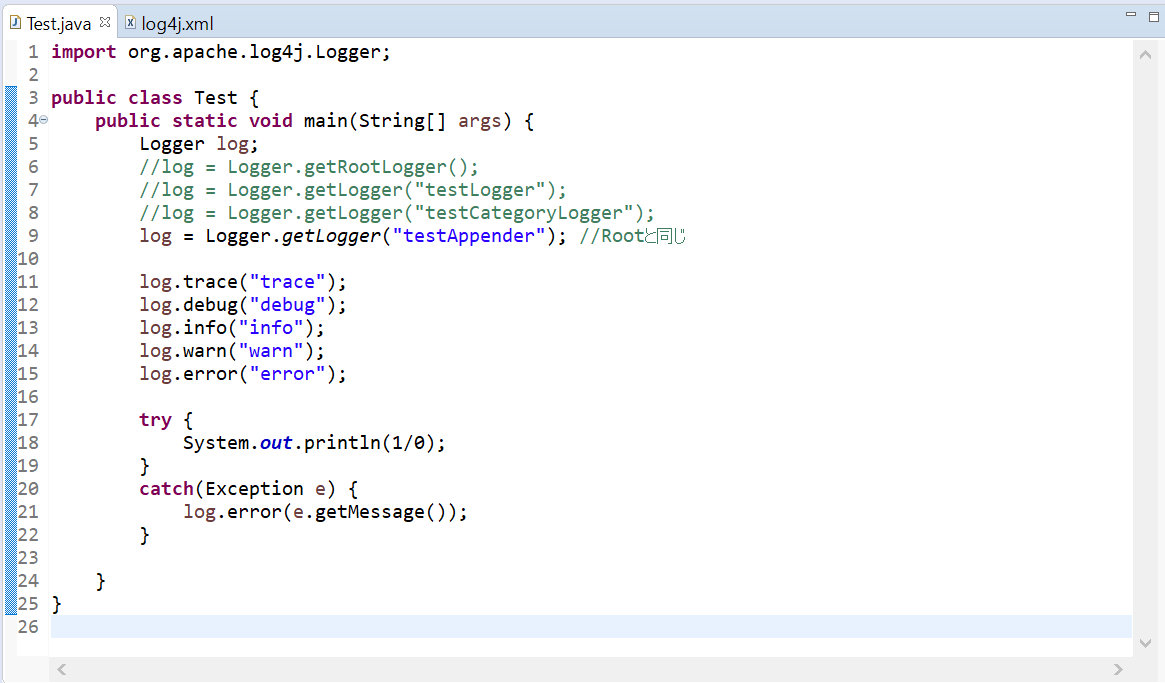 Test.java log4j.xml
1 import org.apache.log4j.Logger;
2
3 public class Test {
4 public static void main(String[] args) {
5 Logger log;
6 //log = Logger.getRootLogger();
7 //log = Logger.getLogger("testLogger");
8 //log = Logger.getLogger("testCategoryLogger");
9 log = Logger.getLogger("testAppender"); //Rootと同じ
10
11 log.trace("trace");
12 log.debug("debug");
13 log.info("info");
14 log.warn("warn");
15 log.error("error");
16
17 try {
18 System.out.println(1/0);
19 }
20 catch(Exception e) {
21 log.error(e.getMessage());
22 }
23
24 }
25 }
26